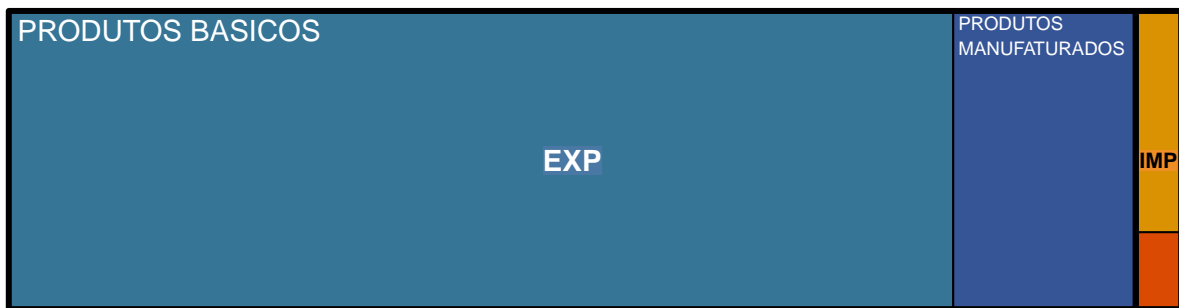 PRODUTOS BASICOS
PRODUTOS
MANUFATURADOS
EXP
IMP